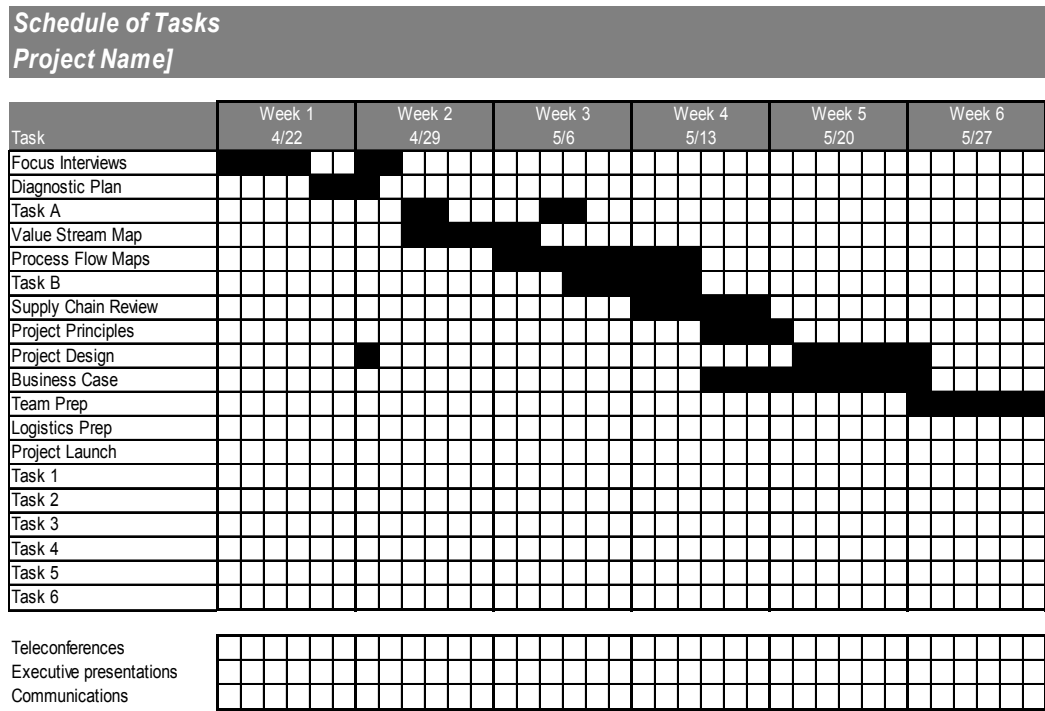 Schedule of Tasks
Project Name]
Week 1 Week 2 Week 3 Week 4 Week 5 Week 6
Task 4/22 4/29 5/6 5/13 5/20 5/27
Focus Interviews
Diagnostic Plan
Task A
Value Stream Map
Process Flow Maps
Task B
Supply Chain Review
Project Principles
Project Design
Business Case
Team Prep
Logistics Prep
Project Launch
Task 1
Task 2
Task 3
Task 4
Task 5
Task 6
Teleconferences
Executive presentations
Communications